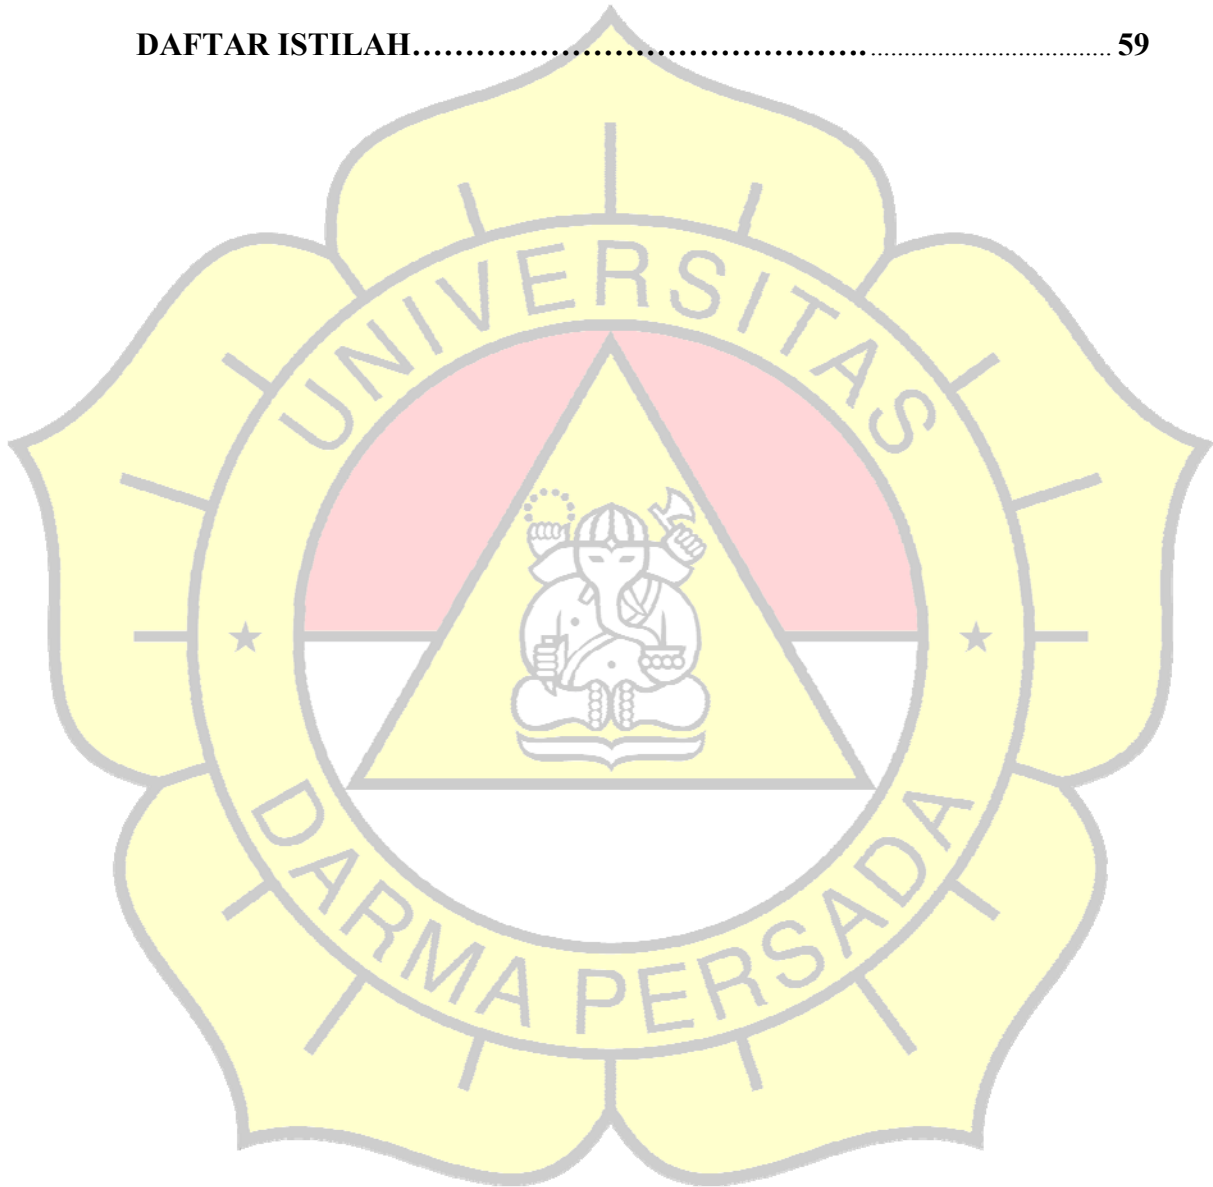 DAFTAR ISTILAH………………………………………………………………… 59
UNIVERSITAS
DARMA PERSADA